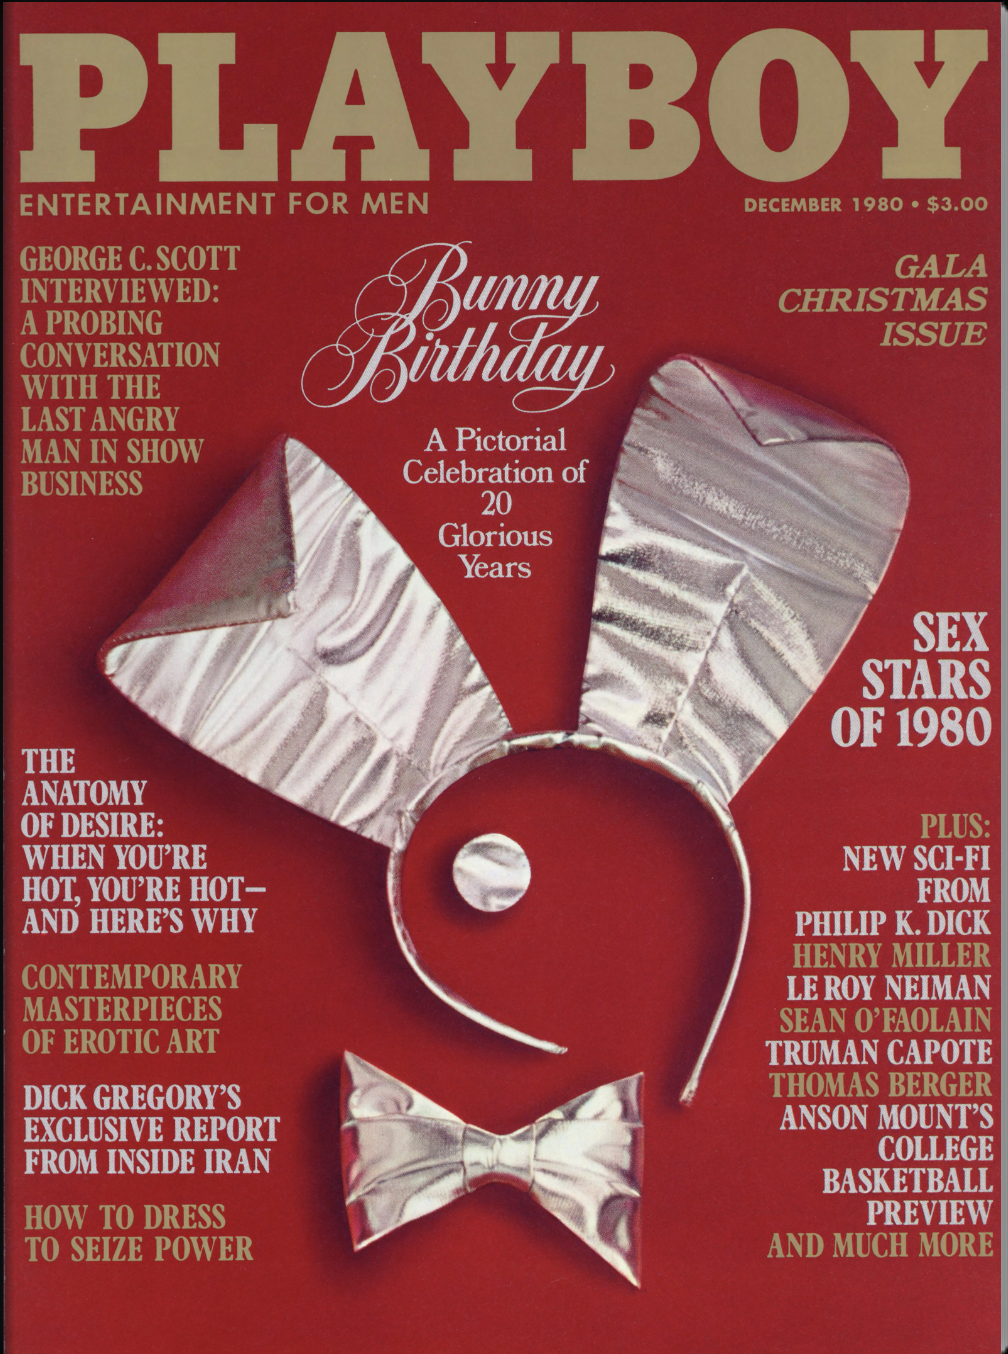 PLAYBOY
ENTERTAINMENT FOR MEN
DECEMBER 1980 • $3.00
GEORGE C. SCOTT
INTERVIEWED:
A PROBING
CONVERSATION
WITH THE
LAST ANGRY
MAN IN SHOW
BUSINESS
Bunny
Birthday
A Pictorial
Celebration of
20
Glorious
Years
GALA
CHRISTMAS
ISSUE
SEX
STARS
OF 1980
THE
ANATOMY
OF DESIRE:
WHEN YOU'RE
HOT, YOU'RE HOT—
AND HERE'S WHY
CONTEMPORARY
MASTERPIECES
OF EROTIC ART
DICK GREGORY'S
EXCLUSIVE REPORT
FROM INSIDE IRAN
HOW TO DRESS
TO SEIZE POWER
PLUS:
NEW SCI-FI
FROM
PHILIP K. DICK
HENRY MILLER
LE ROY NEIMAN
SEAN O'FAOLAIN
TRUMAN CAPOTE
THOMAS BERGER
ANSON MOUNT'S
COLLEGE
BASKETBALL
PREVIEW
AND MUCH MORE